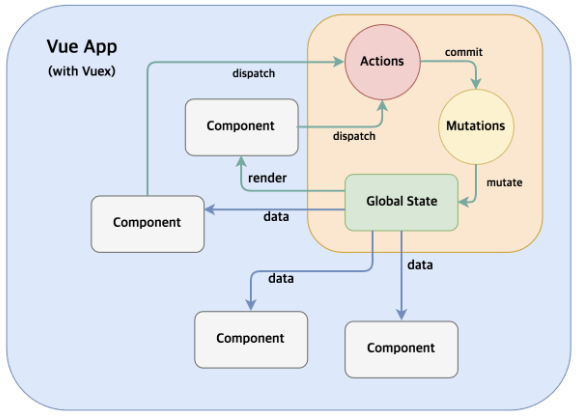 Vue App
(with Vuex)
Actions
commit
dispatch
Component
dispatch
Mutations
render
mutate
Global State
Component
data
data
data
Component
Component